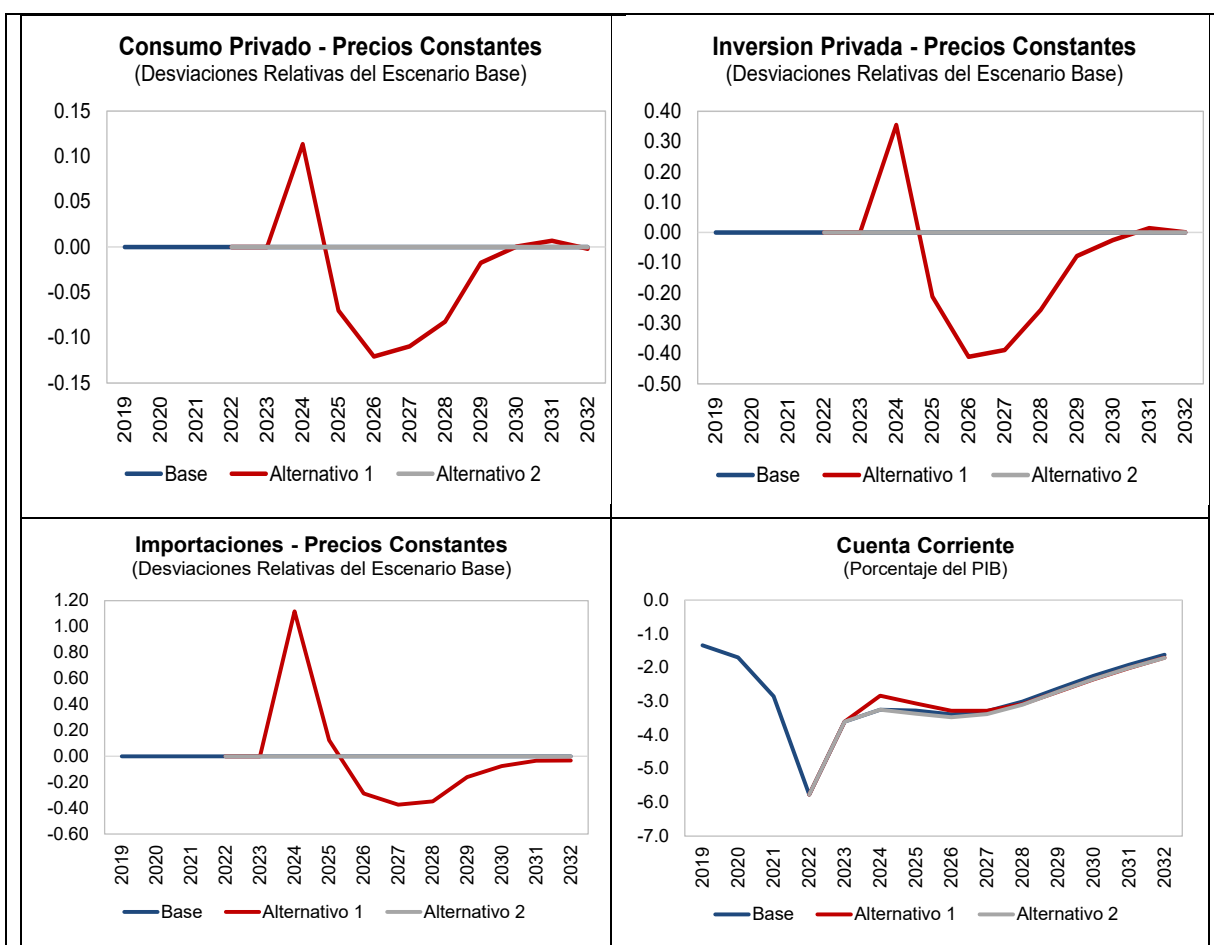 Consumo Privado - Precios Constantes
(Desviaciones Relativas del Escenario Base)
0.15
0.10
0.05
0.00
-0.05
-0.10
-0.15
2019 2020 2021 2022 2023 2024 2025 2026 2027 2028 2029 2030 2031 2032
Base Alternativo 1 Alternativo 2
Inversion Privada - Precios Constantes
(Desviaciones Relativas del Escenario Base)
0.40
0.30
0.20
0.10
0.00
-0.10
-0.20
-0.30
-0.40
-0.50
2019 2020 2021 2022 2023 2024 2025 2026 2027 2028 2029 2030 2031 2032
Base Alternativo 1 Alternativo 2
Importaciones - Precios Constantes
(Desviaciones Relativas del Escenario Base)
1.20
1.00
0.80
0.60
0.40
0.20
0.00
-0.20
-0.40
-0.60
2019 2020 2021 2022 2023 2024 2025 2026 2027 2028 2029 2030 2031 2032
Base Alternativo 1 Alternativo 2
Cuenta Corriente
(Porcentaje del PIB)
0.0
-1.0
-2.0
-3.0
-4.0
-5.0
-6.0
-7.0
2019 2020 2021 2022 2023 2024 2025 2026 2027 2028 2029 2030 2031 2032
Base Alternativo 1 Alternativo 2